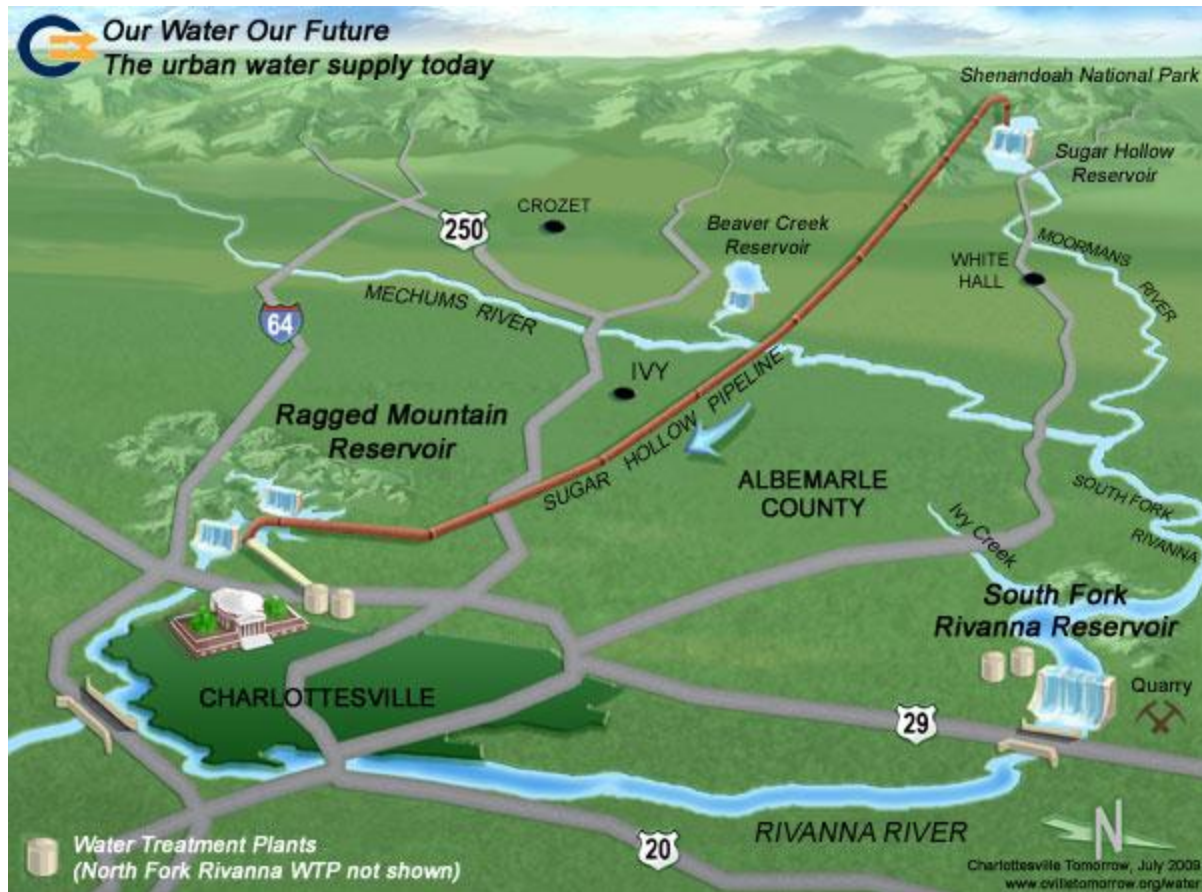 Our Water Our Future
The urban water supply today
Shenandoah National Park
Sugar Hollow
Reservoir
CROZET
250
Beaver Creek
Reservoir
MOORMANS
RIVER
WHITE
HALL
MECHUMS RIVER
64
IVY
SUGAR HOLLOW PIPELINE
Ragged Mountain
Reservoir
ALBEMARLE
COUNTY
SOUTH FORK
RIVANNA
Ivy Creek
South Fork
Rivanna Reservoir
Quarry
CHARLOTTESVILLE
29
20
RIVANNA RIVER
N
Water Treatment Plants
(North Fork Rivanna WTP not shown)
Charlottesville Tomorrow, July 2009
www.cvilletomorrow.org/water